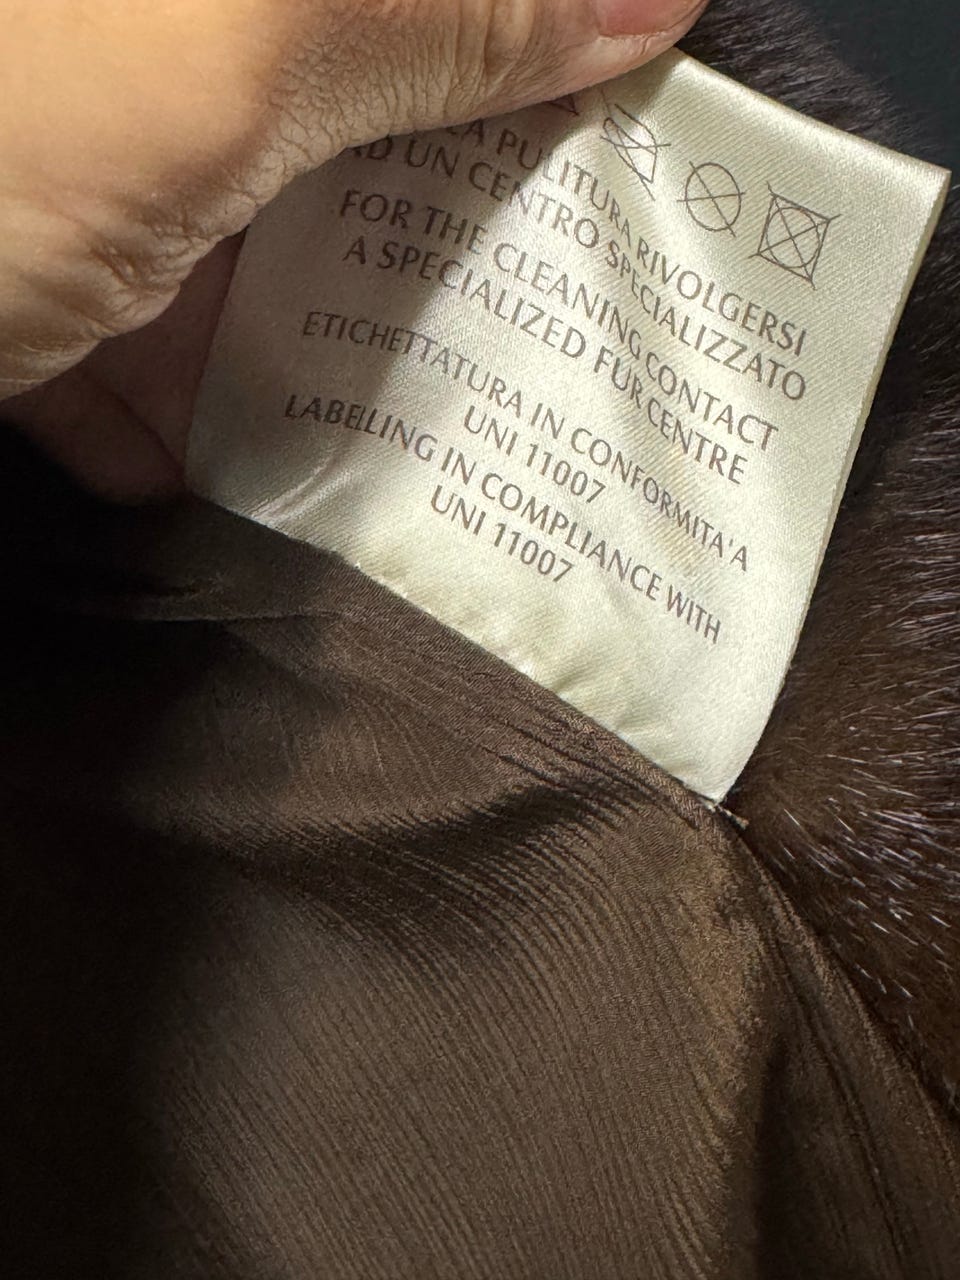 LA PULITURA RIVOLGERSI
AD UN CENTRO SPECIALIZZATO
FOR THE CLEANING CONTACT
A SPECIALIZED FUR CENTRE
ETICHETTATURA IN CONFORMITA'A
UNI 11007
LABELLING IN COMPLIANCE WITH
UNI 11007